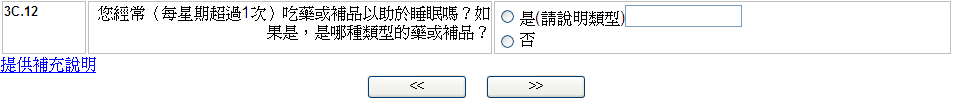 3C.12
您經常（每星期超過1次）吃藥或補品以助於睡眠嗎？如
果是，是哪種類型的藥或補品？
是(請說明類型)
否
提供補充說明
<<
>>